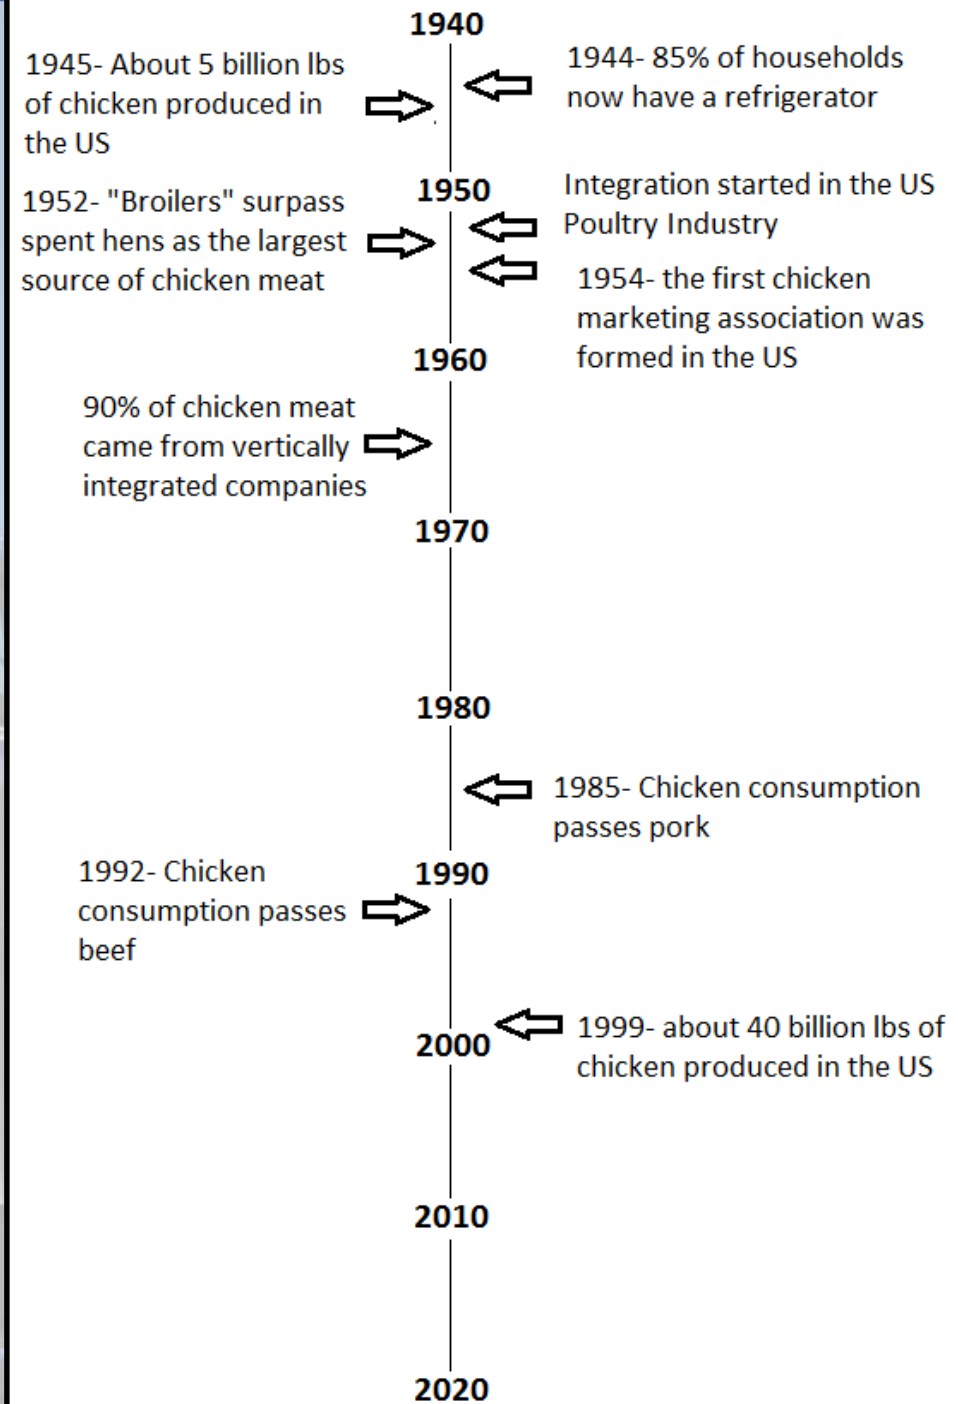 1940
1945- About 5 billion lbs
of chicken produced in
the US
1944- 85% of households
now have a refrigerator
1950
1952- "Broilers" surpass
spent hens as the largest
source of chicken meat
Integration started in the US
Poultry Industry
1954- the first chicken
marketing association was
formed in the US
1960
90% of chicken meat
came from vertically
integrated companies
1970
1980
1985- Chicken consumption
passes pork
1990
1992- Chicken
consumption passes
beef
1999- about 40 billion lbs of
chicken produced in the US
2000
2010
2020